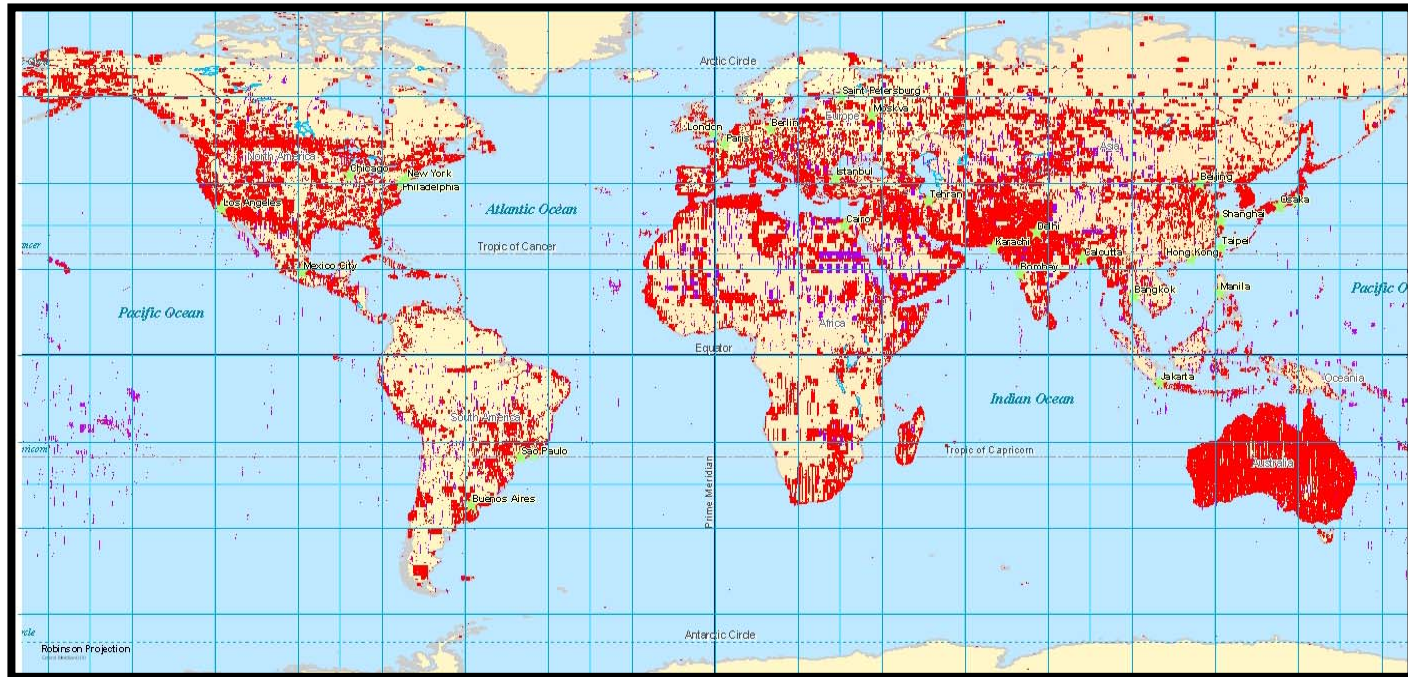 Arctic Circle
Saint Petersburg
Moskva
Europe
London
Berlin
Paris
Asia
North America
Chicago
New York
Philadelphia
Istanbul
Beijing
Tehran
Los Angeles
Atlantic Ocean
Osaka
Shanghai
Cairo
Delhi
ncer
Tropic of Cancer
Karachi
Taipei
Calcutta
Hong Kong
Mexico City
Bombay
Bangkok
Manila
Pacific O
Pacific Ocean
Africa
Equator
Jakarta
Oceania
Indian Ocean
South America
ricorn
Sao Paulo
Tropic of Capricorn
Australia
Prime Meridian
Buenos Aires
rcle
Antarctic Circle
Robinson Projection